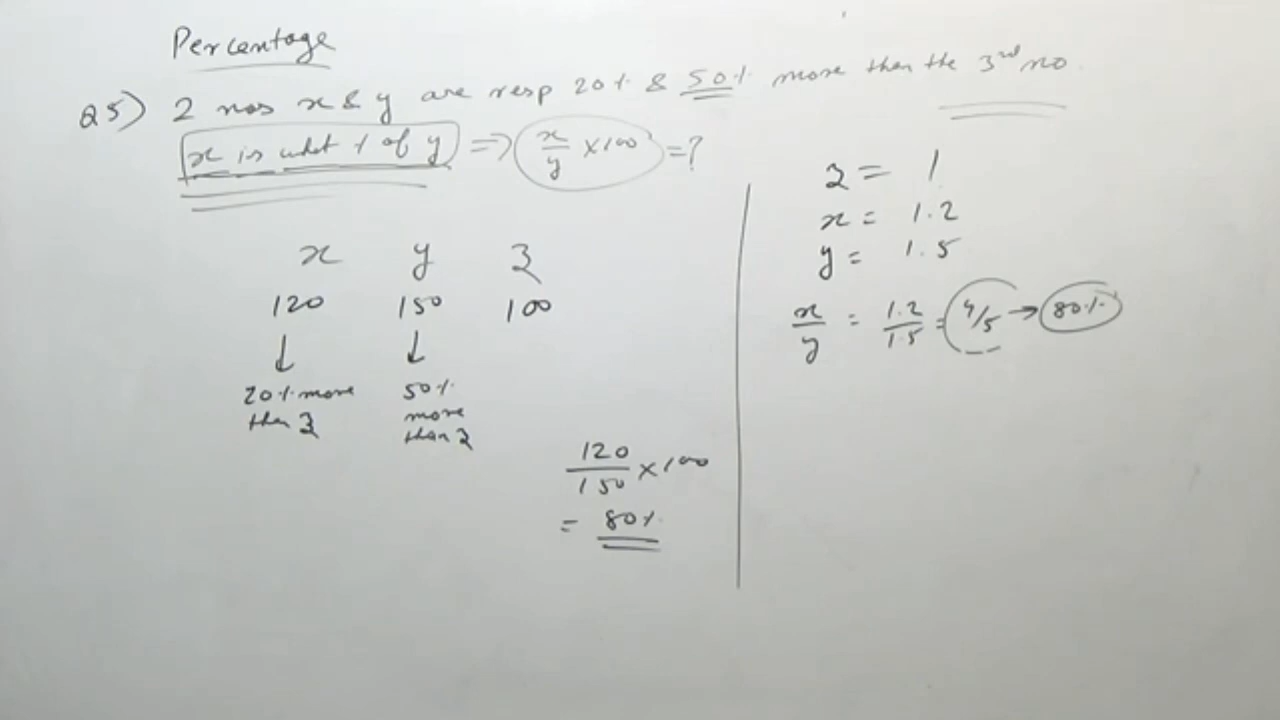 Percentage
Q5) 2 nos x & y are resp 20% & 50% more than the 3rd no.
x is what % of y => x/y × 100 = ?
x y z
120 150 100
↓ ↓
20% more 50%
than z more
than z
120/150 × 100
= 80%
z = 1
x = 1.2
y = 1.5
x/y = 1.2/1.5 = 4/5 → 80%